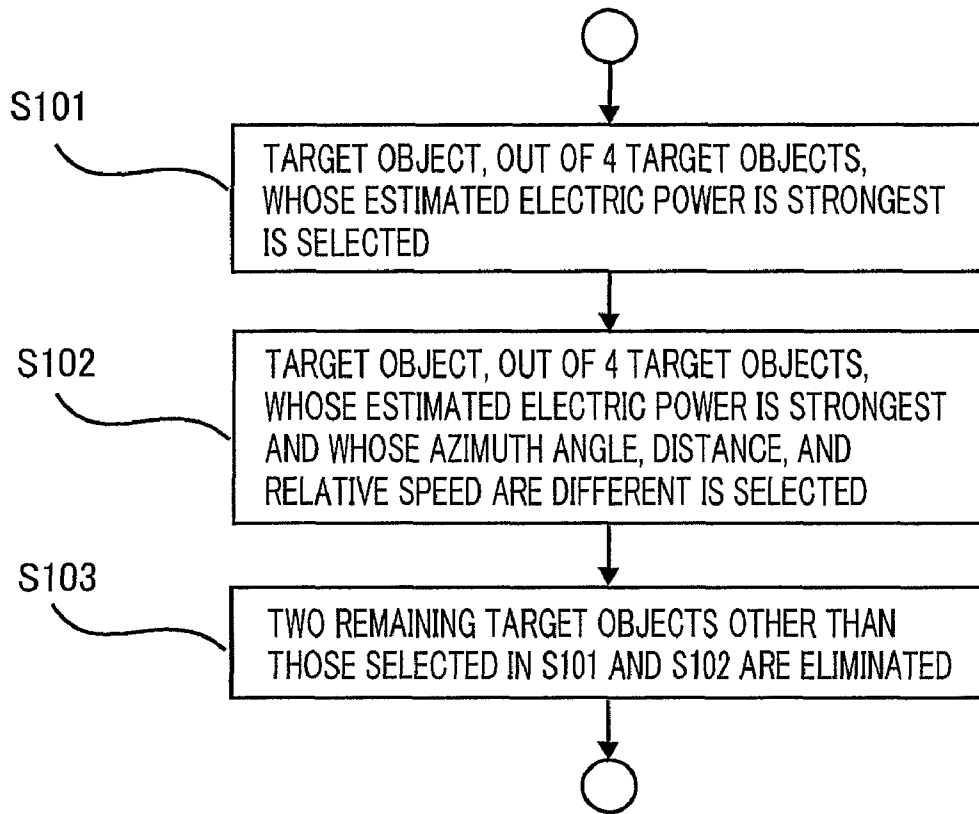 S101
TARGET OBJECT, OUT OF 4 TARGET OBJECTS,
WHOSE ESTIMATED ELECTRIC POWER IS STRONGEST
IS SELECTED
S102
TARGET OBJECT, OUT OF 4 TARGET OBJECTS,
WHOSE ESTIMATED ELECTRIC POWER IS STRONGEST
AND WHOSE AZIMUTH ANGLE, DISTANCE, AND
RELATIVE SPEED ARE DIFFERENT IS SELECTED
S103
TWO REMAINING TARGET OBJECTS OTHER THAN
THOSE SELECTED IN S101 AND S102 ARE ELIMINATED